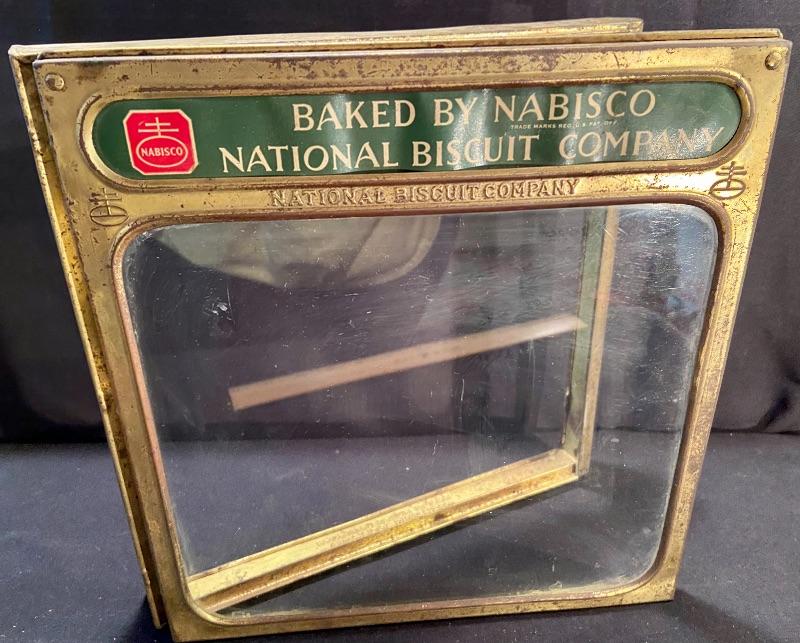 BAKED BY NABISCO
TRADE MARKS REG. U.S. PAT. OFF.
NATIONAL BISCUIT COMPANY
NABISCO
NATIONAL BISCUIT COMPANY